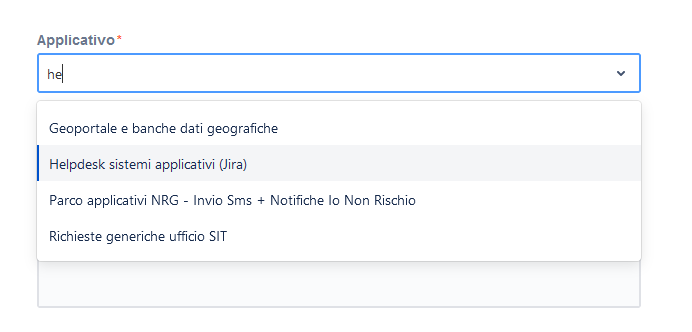 Applicativo*
he
Geoportale e banche dati geografiche
Helpdesk sistemi applicativi (Jira)
Parco applicativi NRG - Invio Sms + Notifiche Io Non Rischio
Richieste generiche ufficio SIT